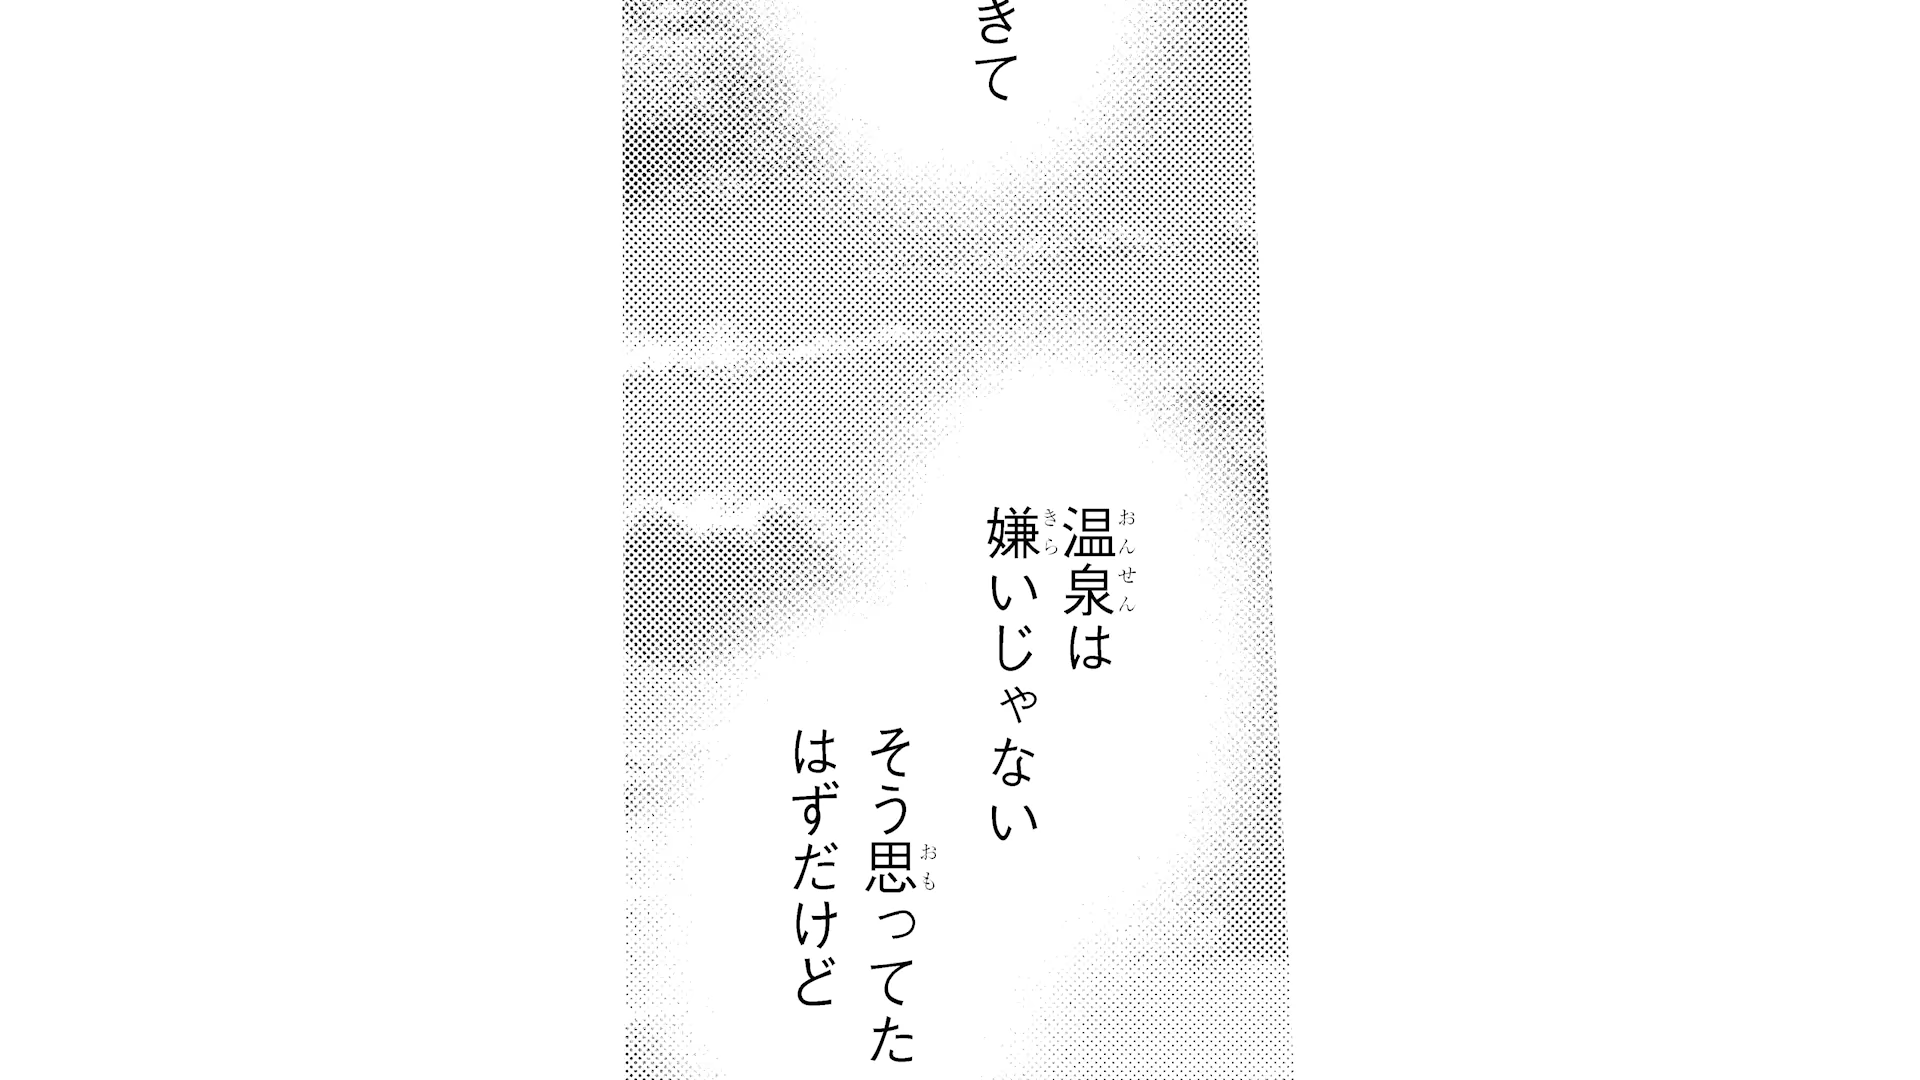 きて
温泉は
嫌いじゃない
そう思ってた
はずだけど